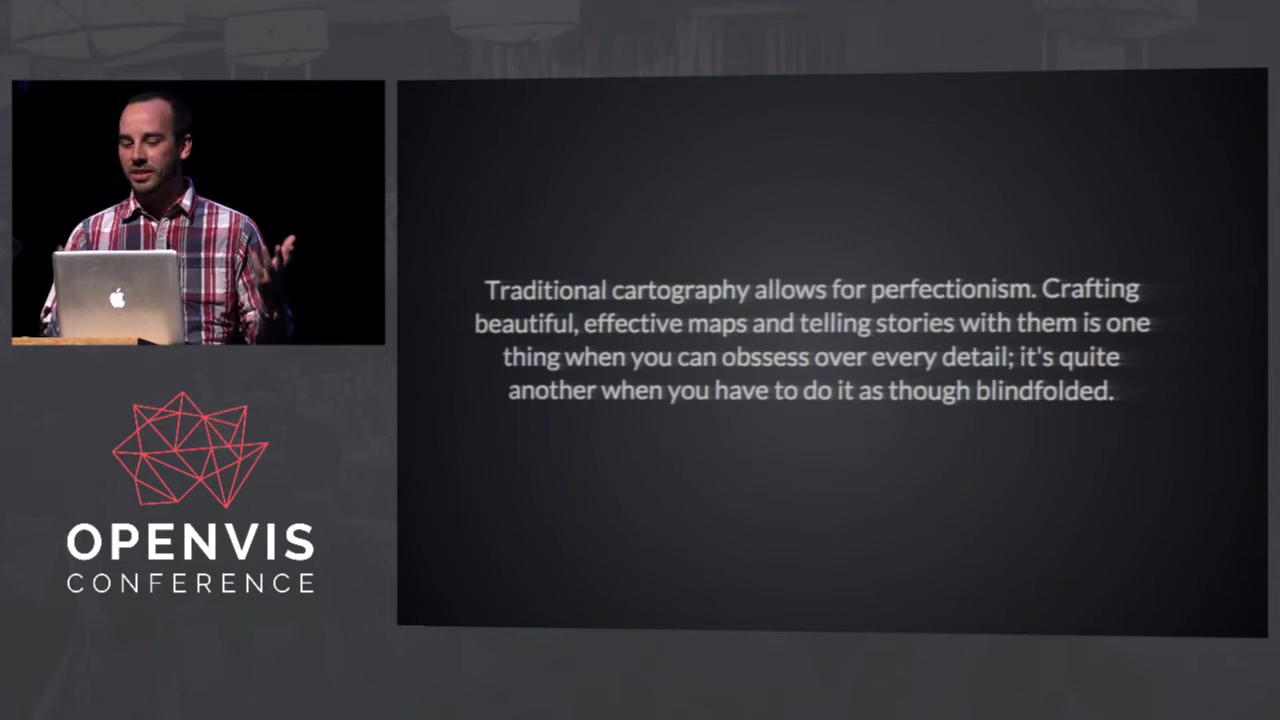 Traditional cartography allows for perfectionism. Crafting
beautiful, effective maps and telling stories with them is one
thing when you can obssess over every detail; it's quite
another when you have to do it as though blindfolded.
OPENVIS
CONFERENCE